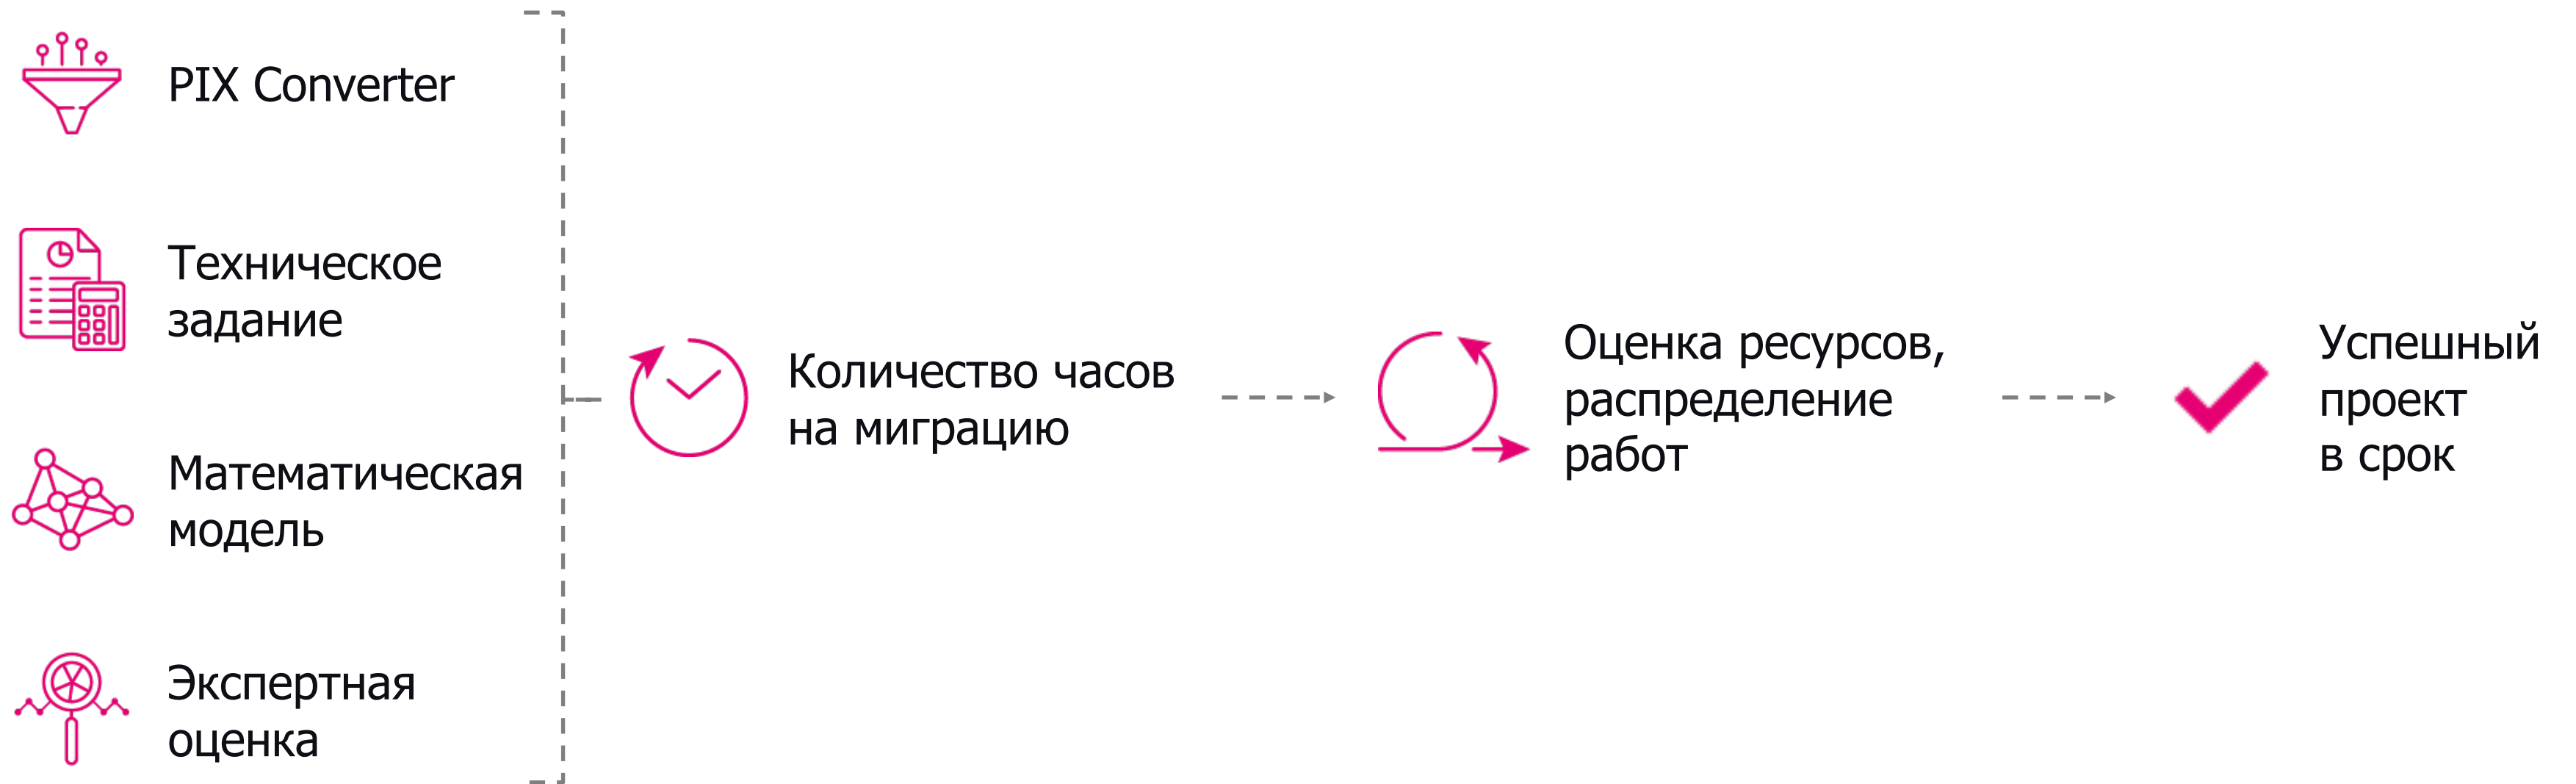 PIX Converter
Техническое
задание
Математическая
модель
Экспертная
оценка
Количество часов
на миграцию
Оценка ресурсов,
распределение
работ
Успешный
проект
в срок